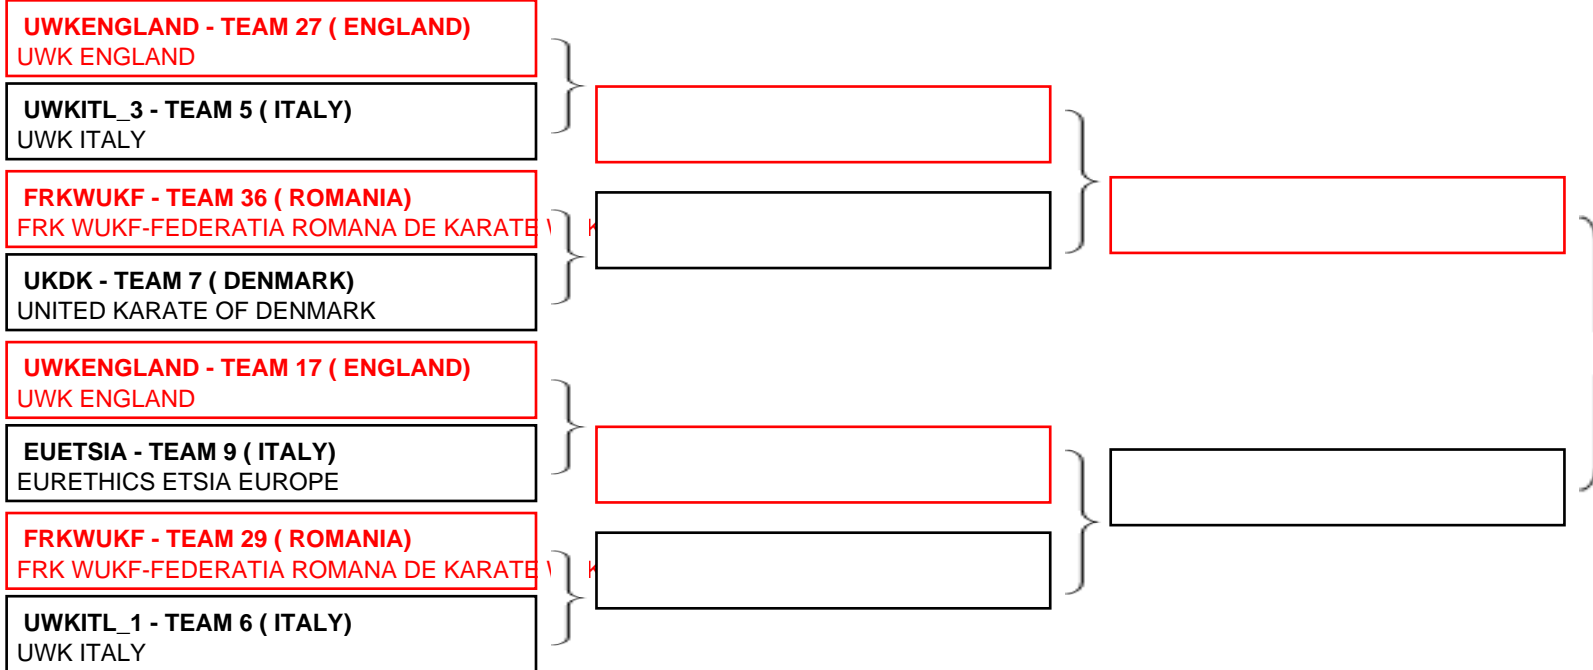 UWKENGLAND - TEAM 27 ( ENGLAND)
UWK ENGLAND
UWKITL_3 - TEAM 5 ( ITALY)
UWK ITALY
FRKWUKF - TEAM 36 ( ROMANIA)
FRK WUKF-FEDERATIA ROMANA DE KARATE
UKDK - TEAM 7 ( DENMARK)
UNITED KARATE OF DENMARK
UWKENGLAND - TEAM 17 ( ENGLAND)
UWK ENGLAND
EUETSIA - TEAM 9 ( ITALY)
EURETHICS ETSIA EUROPE
FRKWUKF - TEAM 29 ( ROMANIA)
FRK WUKF-FEDERATIA ROMANA DE KARATE
UWKITL_1 - TEAM 6 ( ITALY)
UWK ITALY